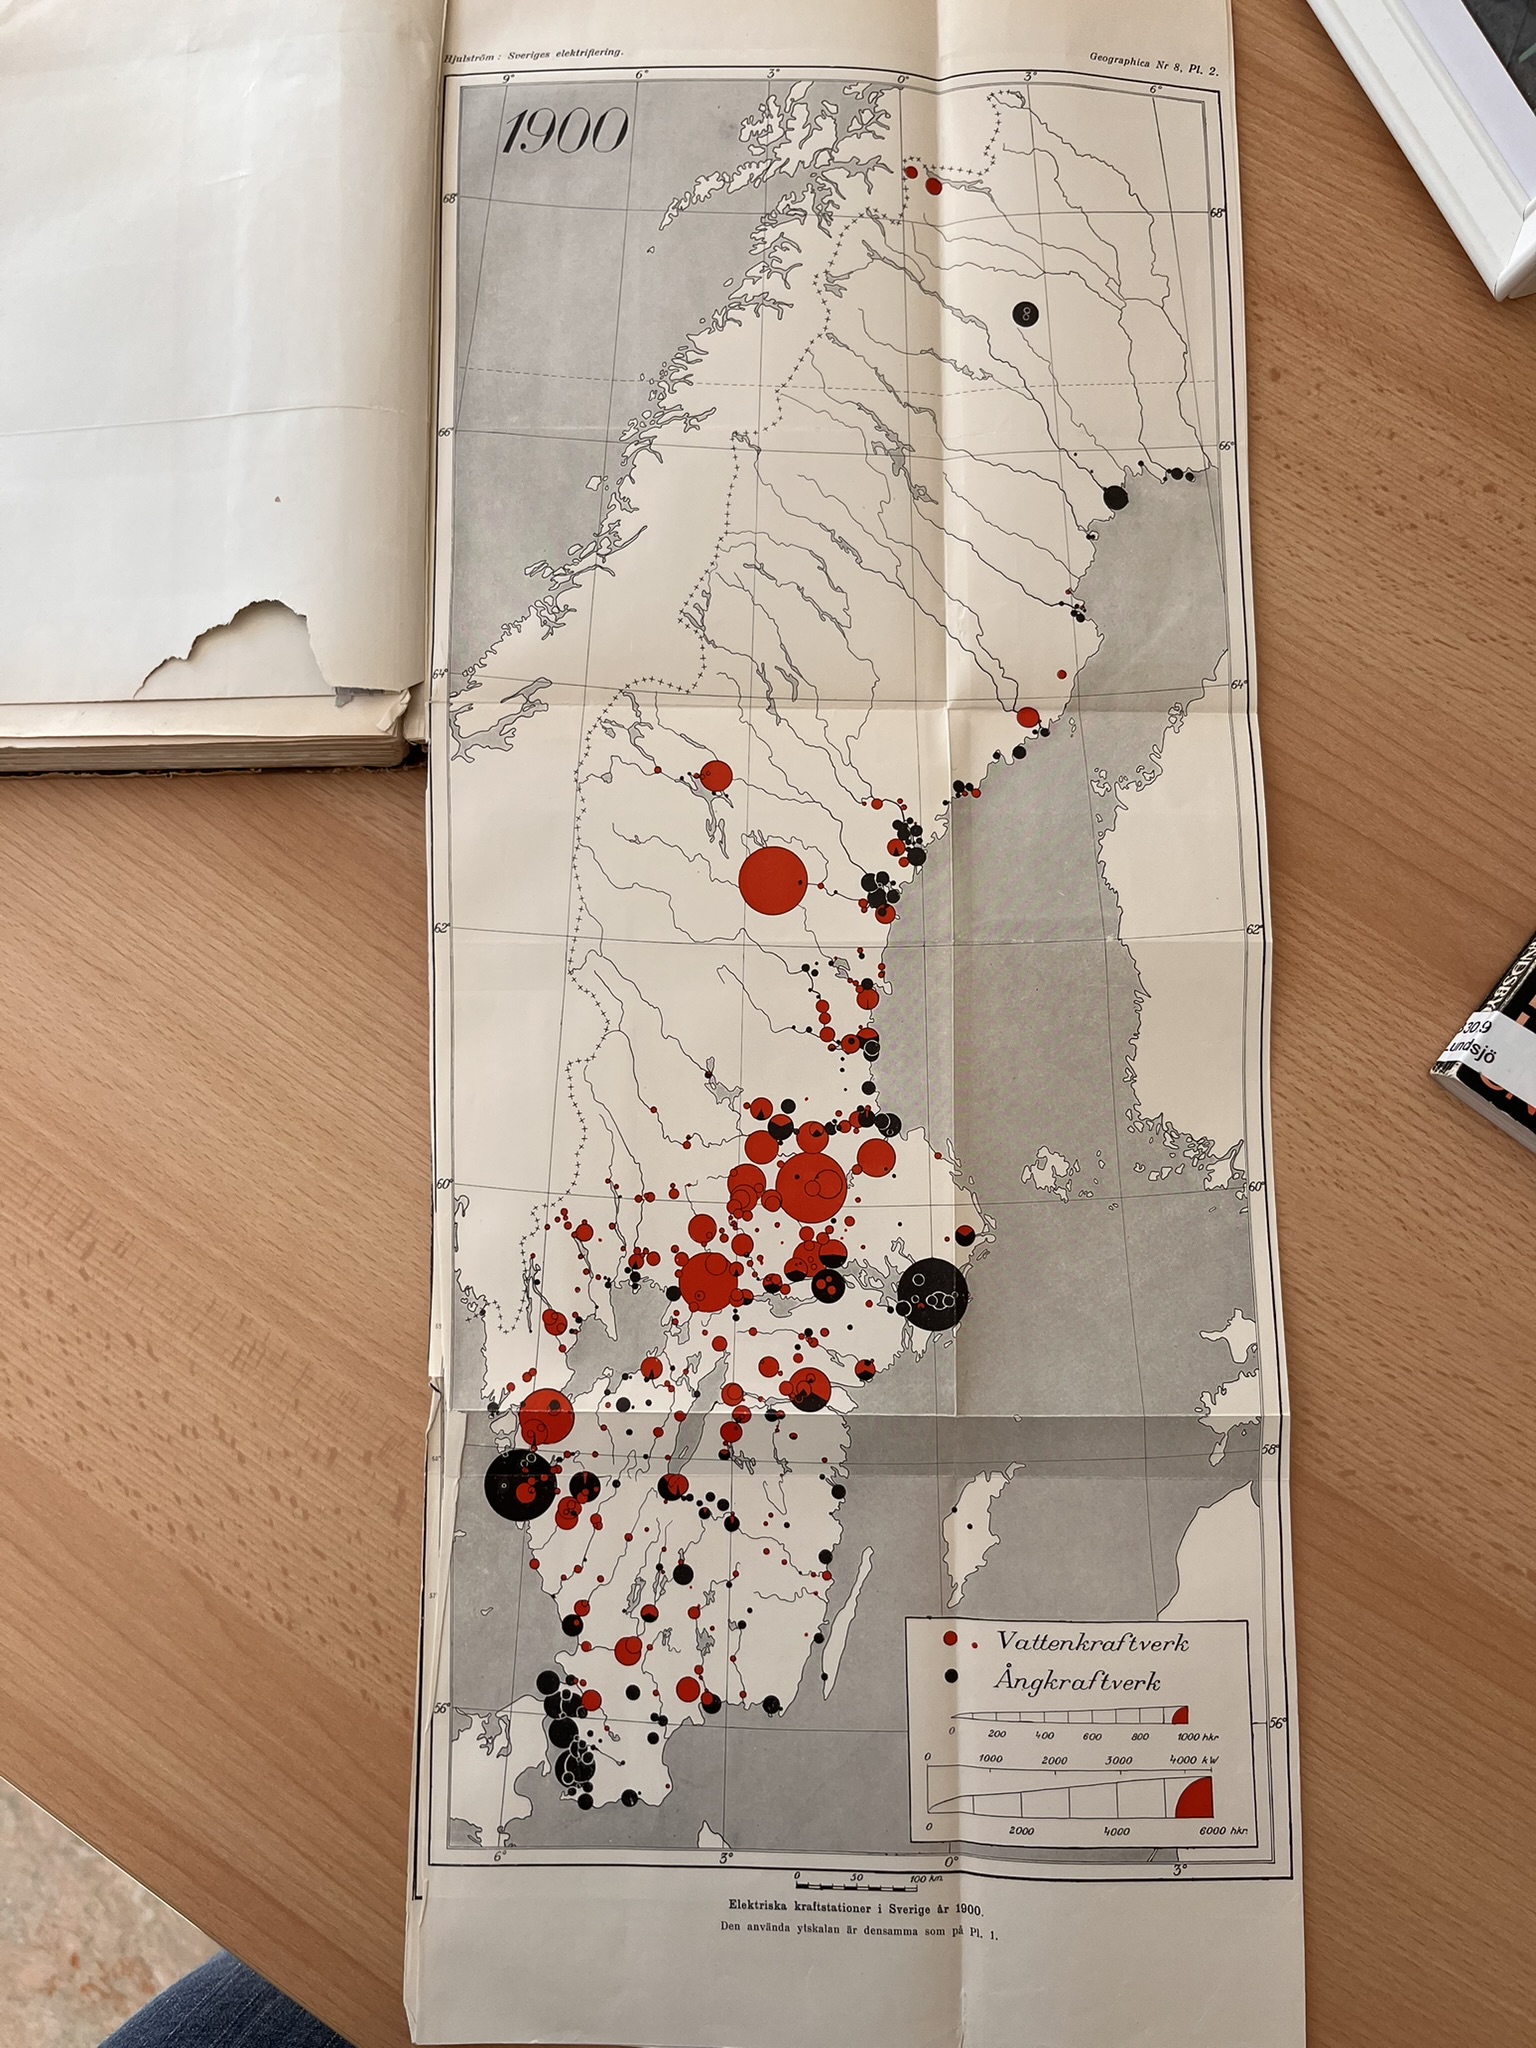 Hjulström: Sveriges elektrifiering.
Geographica Nr 8, Pl. 2.
9° 6° 3° 0° 3° 6°
1900
68° 68°
66° 66°
64° 64°
62° 62°
60° 60°
58°
56° 56°
Vattenkraftverk
Ångkraftverk
0 200 400 600 800 1000 hkr
0 1000 2000 3000 4000 kW
0 2000 4000 6000 hkr
6° 3° 0° 3°
0 50 100 km
Elektriska kraftstationer i Sverige år 1900.
Den använda ytskalan är densamma som på Pl. 1.
Lundsjö